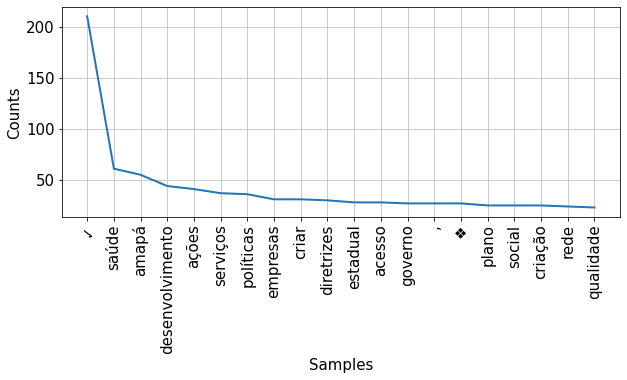 200
150
100
50
Counts
✓
saúde
amapá
desenvolvimento
ações
serviços
políticas
empresas
criar
diretrizes
estadual
acesso
governo
,
❖
plano
social
criação
rede
qualidade
Samples